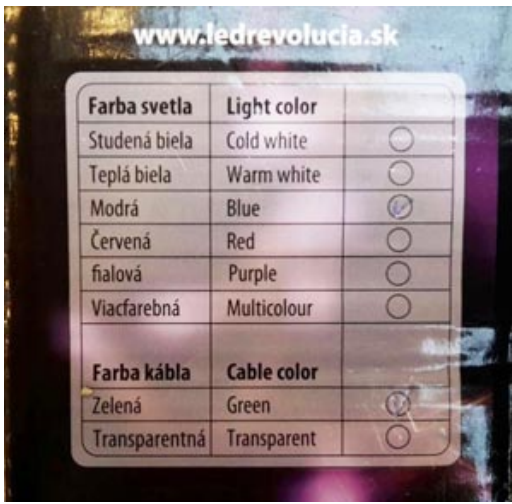 www.ledrevolucia.sk
Farba svetla Light color
Studená biela Cold white
Teplá biela Warm white
Modrá Blue
Červená Red
fialová Purple
Viacfarebná Multicolour
Farba kábla Cable color
Zelená Green
Transparentná Transparent